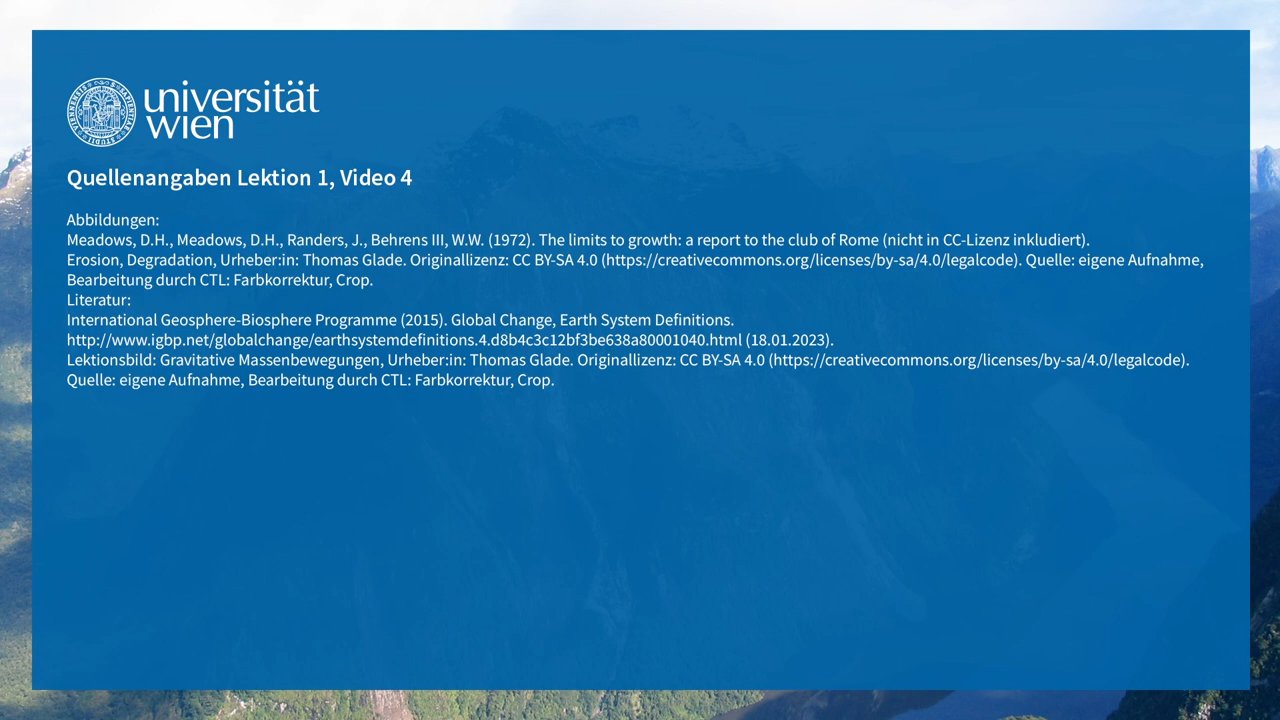 universität
wien
Quellenangaben Lektion 1, Video 4
Abbildungen:
Meadows, D.H., Meadows, D.H., Randers, J., Behrens III, W.W. (1972). The limits to growth: a report to the club of Rome (nicht in CC-Lizenz inkludiert).
Erosion, Degradation, Urheber:in: Thomas Glade. Originallizenz: CC BY-SA 4.0 (https://creativecommons.org/licenses/by-sa/4.0/legalcode). Quelle: eigene Aufnahme,
Bearbeitung durch CTL: Farbkorrektur, Crop.
Literatur:
International Geosphere-Biosphere Programme (2015). Global Change, Earth System Definitions.
http://www.igbp.net/globalchange/earthsystemdefinitions.4.d8b4c3c12bf3be638a80001040.html (18.01.2023).
Lektionsbild: Gravitative Massenbewegungen, Urheber:in: Thomas Glade. Originallizenz: CC BY-SA 4.0 (https://creativecommons.org/licenses/by-sa/4.0/legalcode).
Quelle: eigene Aufnahme, Bearbeitung durch CTL: Farbkorrektur, Crop.